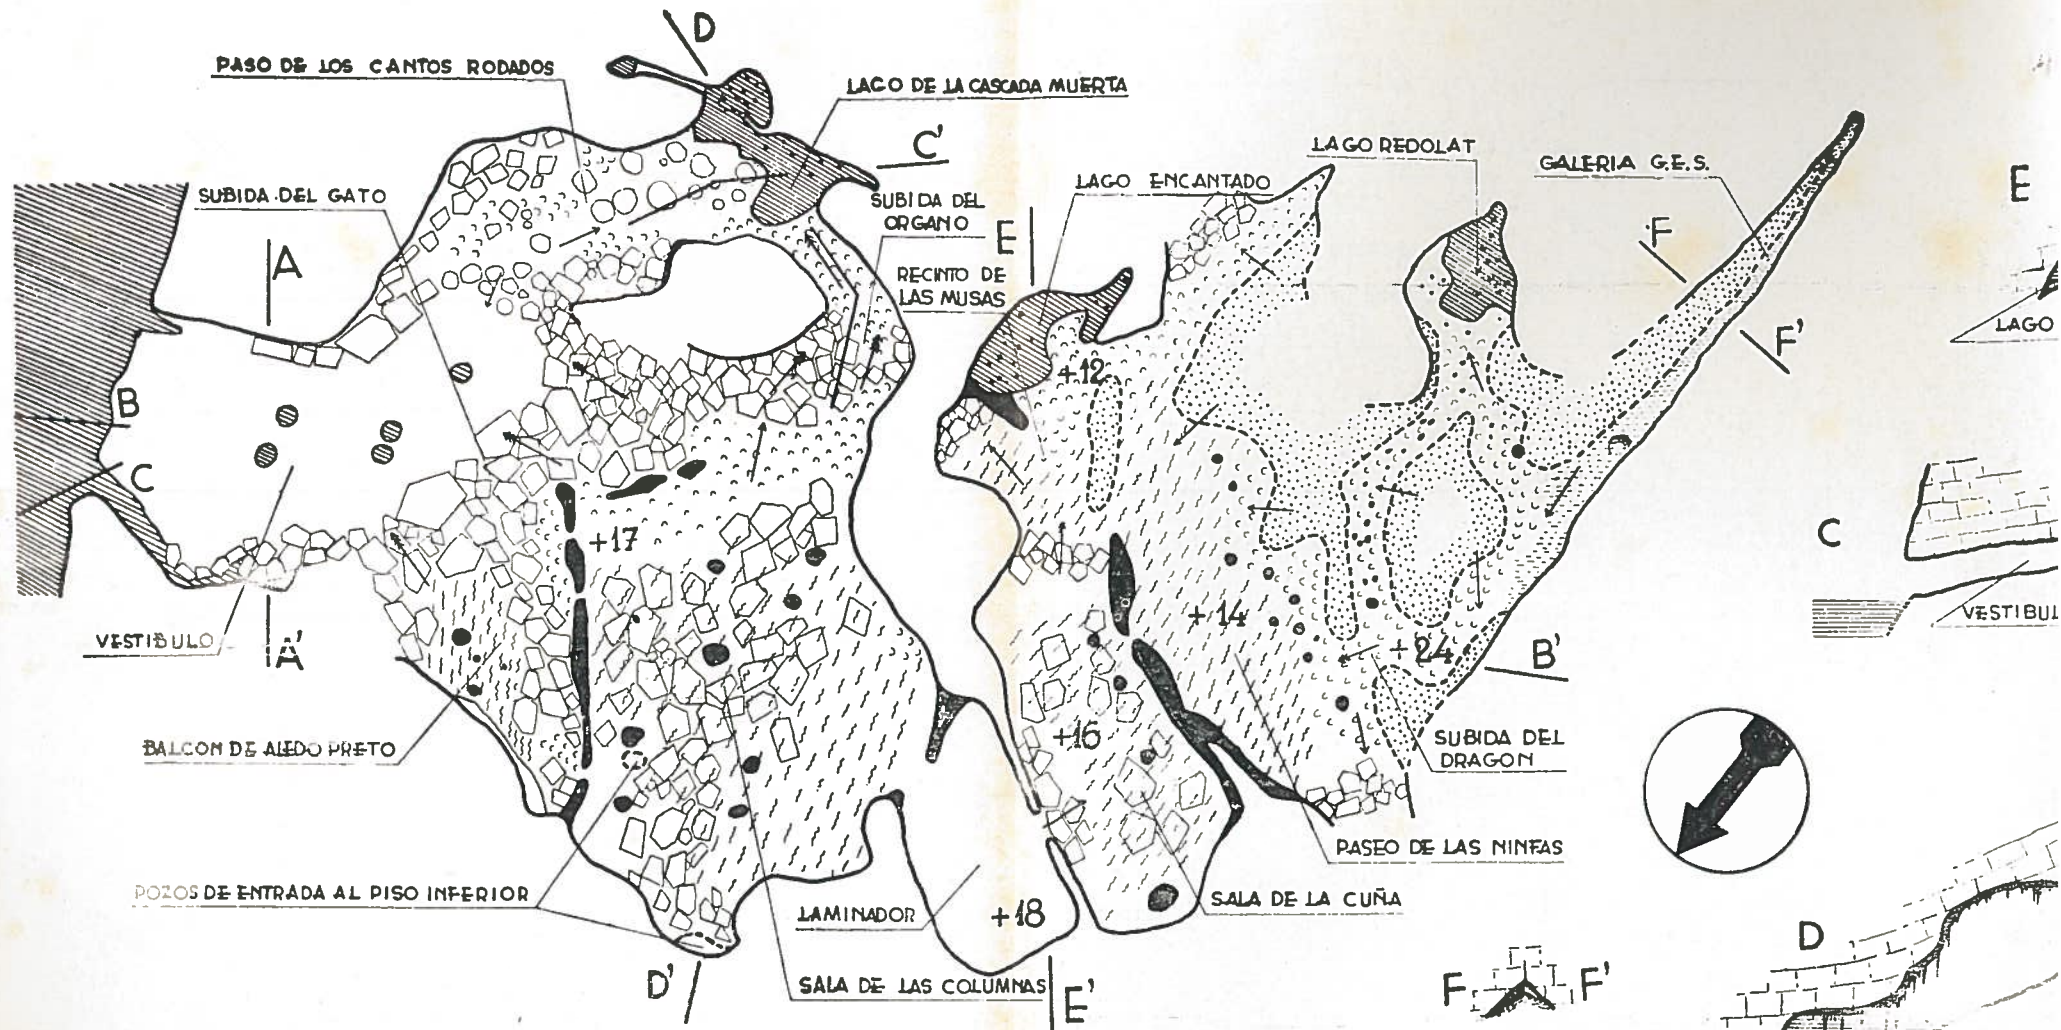 D
PASO DE LOS CANTOS RODADOS
LAGO DE LA CASCADA MUERTA
C'
LAGO REDOLAT
GALERIA G.E.S.
SUBIDA DEL GATO
LAGO ENCANTADO
SUBIDA DEL
ORGANO
E
E
A
RECINTO DE
LAS MUSAS
F
F'
LAGO
+12
B
C
+17
C
+14
VESTIBULO
A'
+24
B'
VESTIBUL
BALCON DE ALEDO PRETO
+16
SUBIDA DEL
DRAGON
PASEO DE LAS NINFAS
POZOS DE ENTRADA AL PISO INFERIOR
LAMINADOR
+18
SALA DE LA CUÑA
D
D'
SALA DE LAS COLUMNAS
E'
F
F'